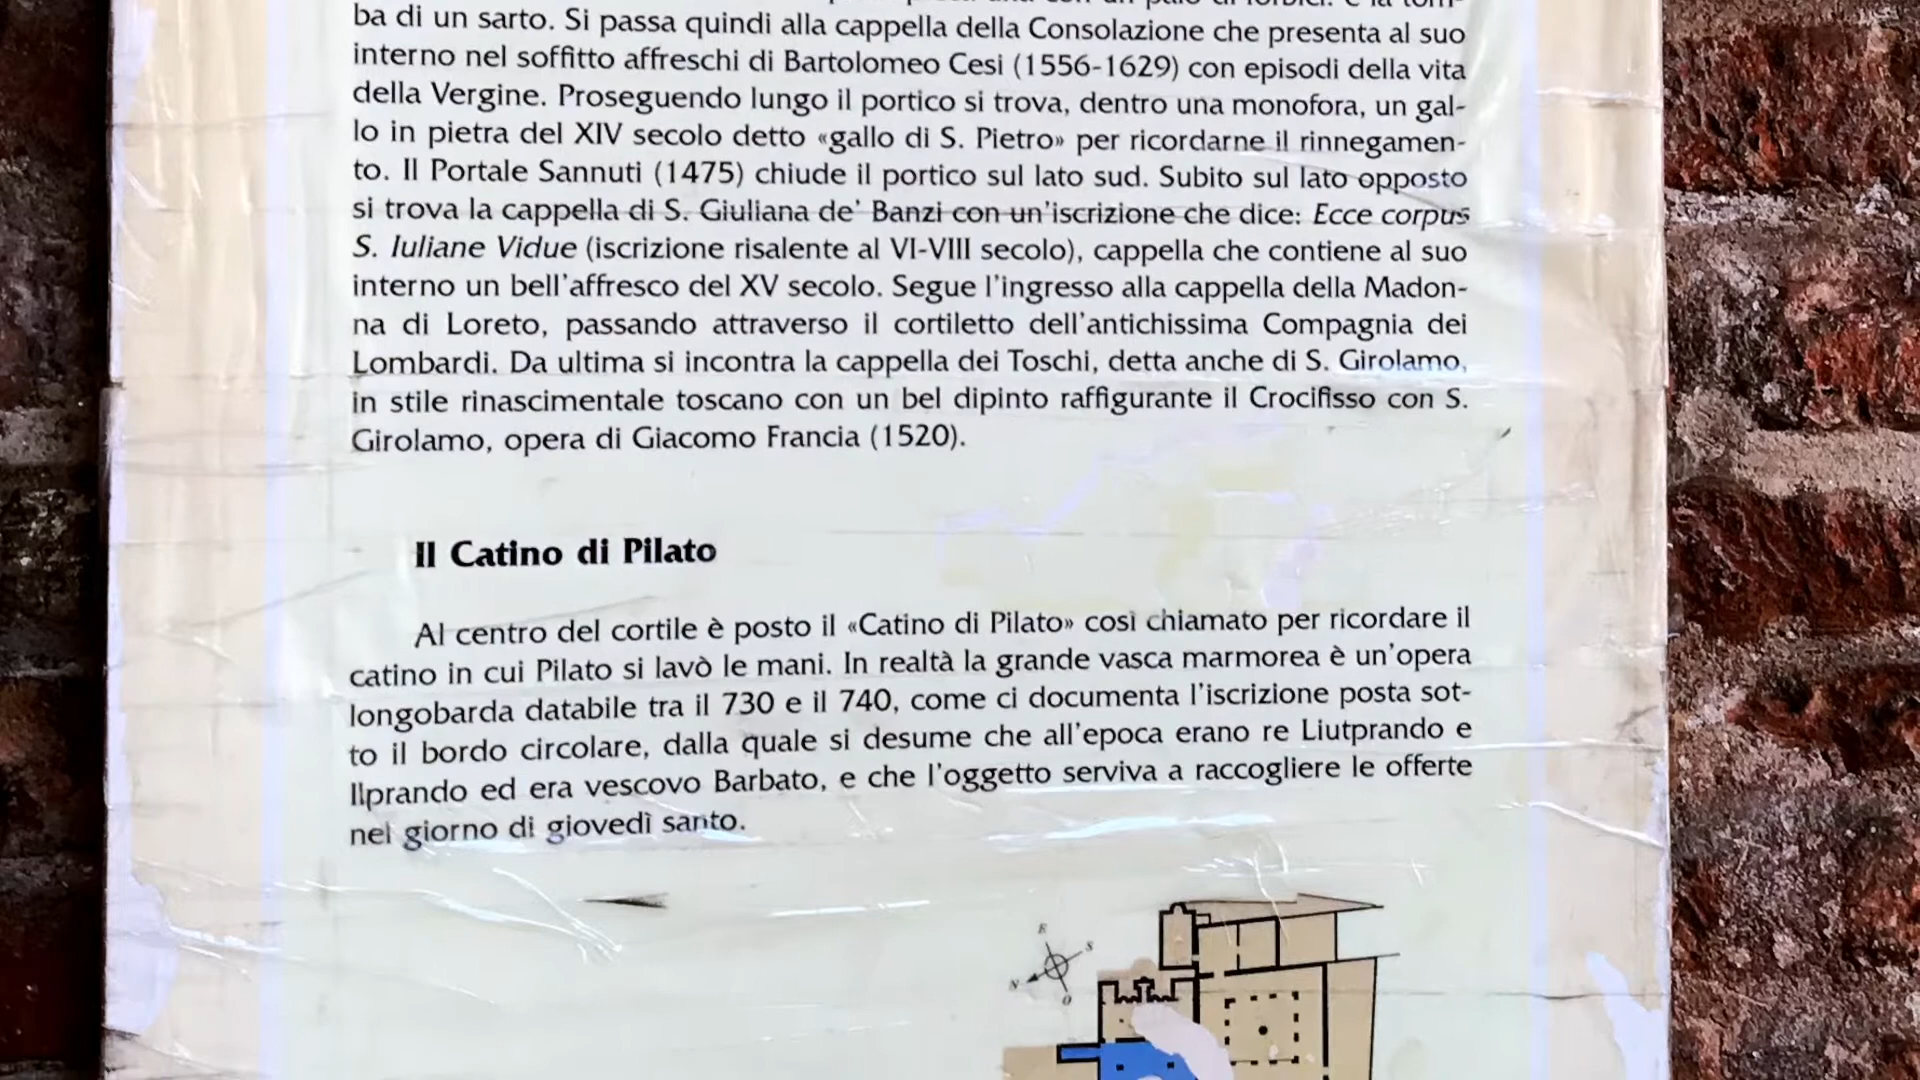 ba di un sarto. Si passa quindi alla cappella della Consolazione che presenta al suo
interno nel soffitto affreschi di Bartolomeo Cesi (1556-1629) con episodi della vita
della Vergine. Proseguendo lungo il portico si trova, dentro una monofora, un gal-
lo in pietra del XIV secolo detto «gallo di S. Pietro» per ricordarne il rinnegamen-
to. Il Portale Sannuti (1475) chiude il portico sul lato sud. Subito sul lato opposto
si trova la cappella di S. Giuliana de' Banzi con un'iscrizione che dice: Ecce corpus
S. Iuliane Vidue (iscrizione risalente al VI-VIII secolo), cappella che contiene al suo
interno un bell'affresco del XV secolo. Segue l'ingresso alla cappella della Madon-
na di Loreto, passando attraverso il cortiletto dell'antichissima Compagnia dei
Lombardi. Da ultima si incontra la cappella dei Toschi, detta anche di S. Girolamo,
in stile rinascimentale toscano con un bel dipinto raffigurante il Crocifisso con S.
Girolamo, opera di Giacomo Francia (1520).
Il Catino di Pilato
Al centro del cortile è posto il «Catino di Pilato» così chiamato per ricordare il
catino in cui Pilato si lavò le mani. In realtà la grande vasca marmorea è un'opera
longobarda databile tra il 730 e il 740, come ci documenta l'iscrizione posta sot-
to il bordo circolare, dalla quale si desume che all'epoca erano re Liutprando e
Ilprando ed era vescovo Barbato, e che l'oggetto serviva a raccogliere le offerte
nel giorno di giovedì santo.
E
S
N
O